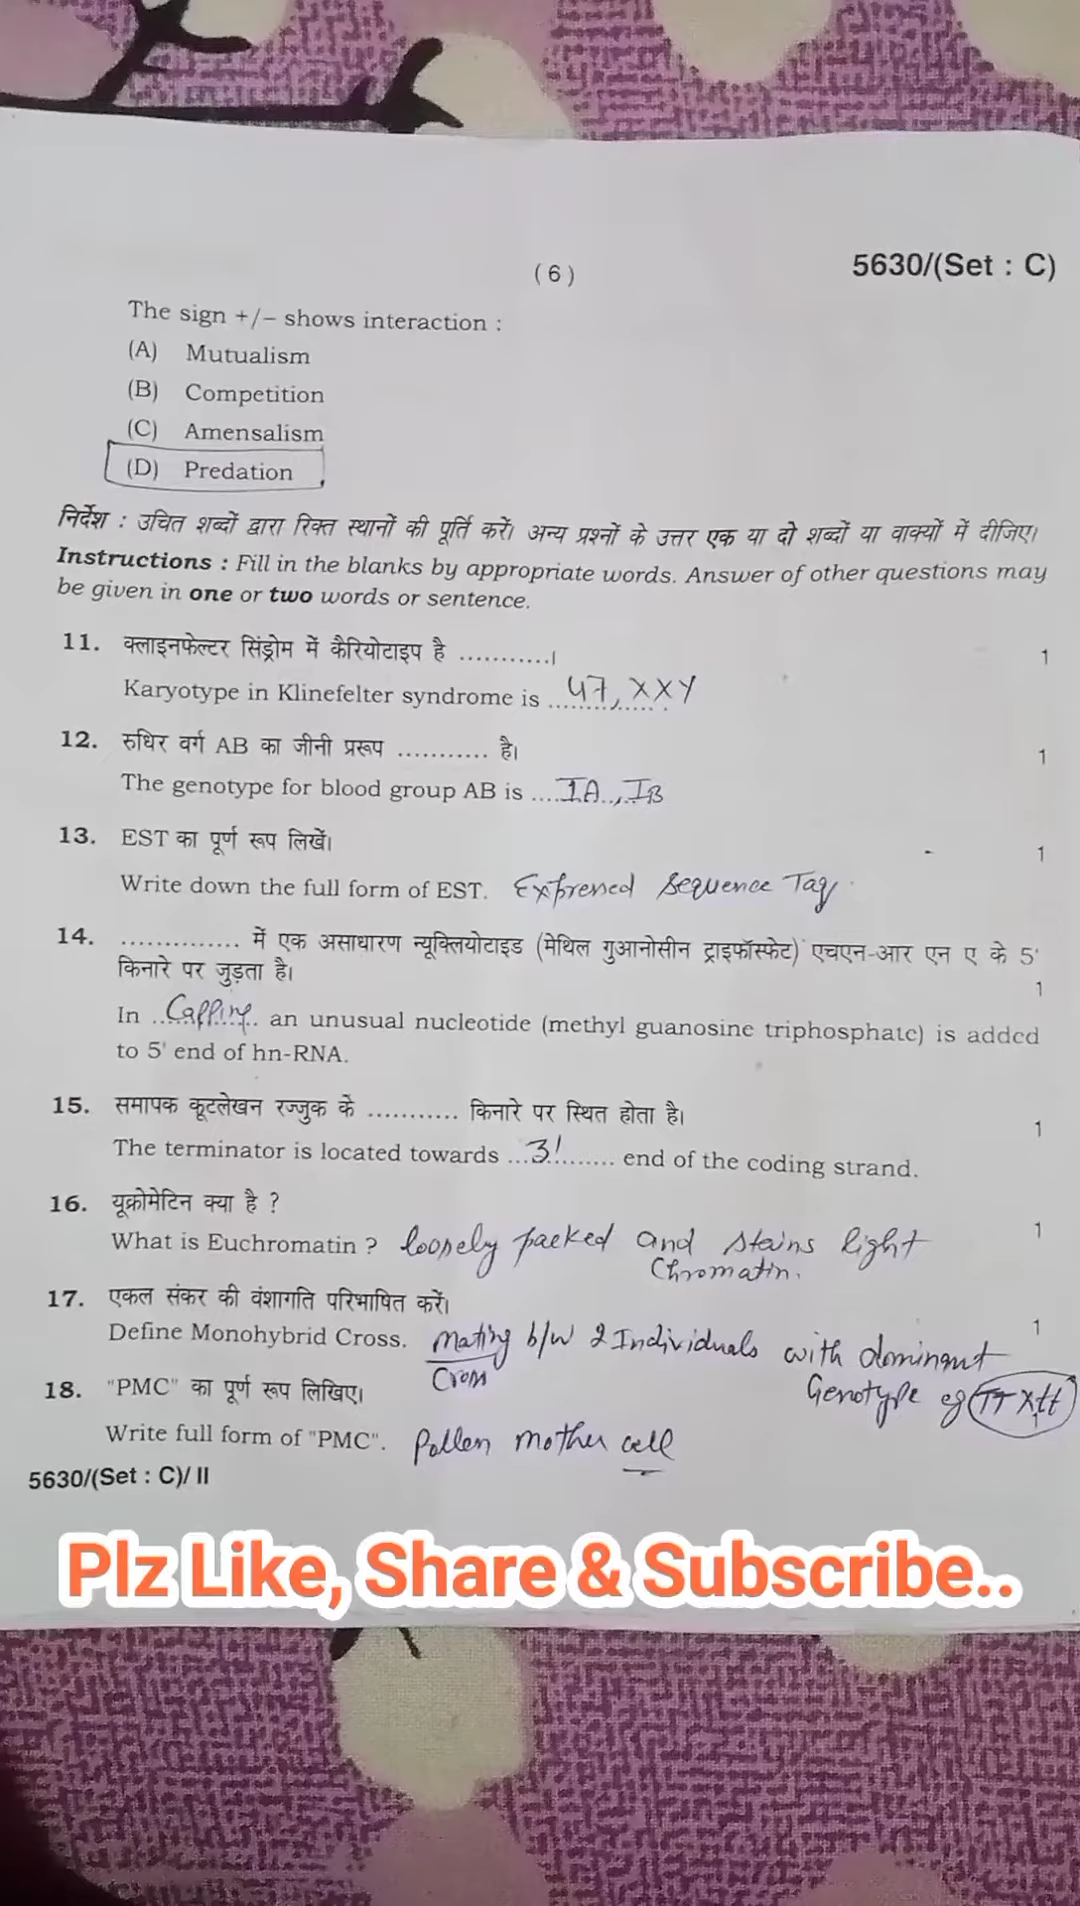 (6)
5630/(Set : C)
The sign +/− shows interaction :
(A) Mutualism
(B) Competition
(C) Amensalism
(D) Predation
निर्देश : उचित शब्दों द्वारा रिक्त स्थानों की पूर्ति करें। अन्य प्रश्नों के उत्तर एक या दो शब्दों या वाक्यों में दीजिए।
Instructions : Fill in the blanks by appropriate words. Answer of other questions may
be given in one or two words or sentence.
11. क्लाइनफेल्टर सिंड्रोम में कैरियोटाइप है ...........। 1
Karyotype in Klinefelter syndrome is 47, XXY
12. रुधिर वर्ग AB का जीनी प्ररूप ........... है। 1
The genotype for blood group AB is .... IA, IB
13. EST का पूर्ण रूप लिखें। 1
Write down the full form of EST. Expressed Sequence Tag
14. .............. में एक असाधारण न्यूक्लियोटाइड (मेथिल गुआनोसीन ट्राइफॉस्फेट) एचएन-आर एन ए के 5'
किनारे पर जुड़ता है। 1
In ..Capping.. an unusual nucleotide (methyl guanosine triphosphate) is added
to 5' end of hn-RNA.
15. समापक कूटलेखन रज्जुक के ........... किनारे पर स्थित होता है। 1
The terminator is located towards ...3'....... end of the coding strand.
16. यूक्रोमेटिन क्या है ? 1
What is Euchromatin ? loosely packed and stains light
Chromatin.
17. एकल संकर की वंशागति परिभाषित करें। 1
Define Monohybrid Cross. Mating b/w 2 Individuals with dominant
Cross
Genotype eg TT X tt
18. "PMC" का पूर्ण रूप लिखिए।
Write full form of "PMC". Pollen mother cell
5630/(Set : C)/ II
Plz Like, Share & Subscribe..